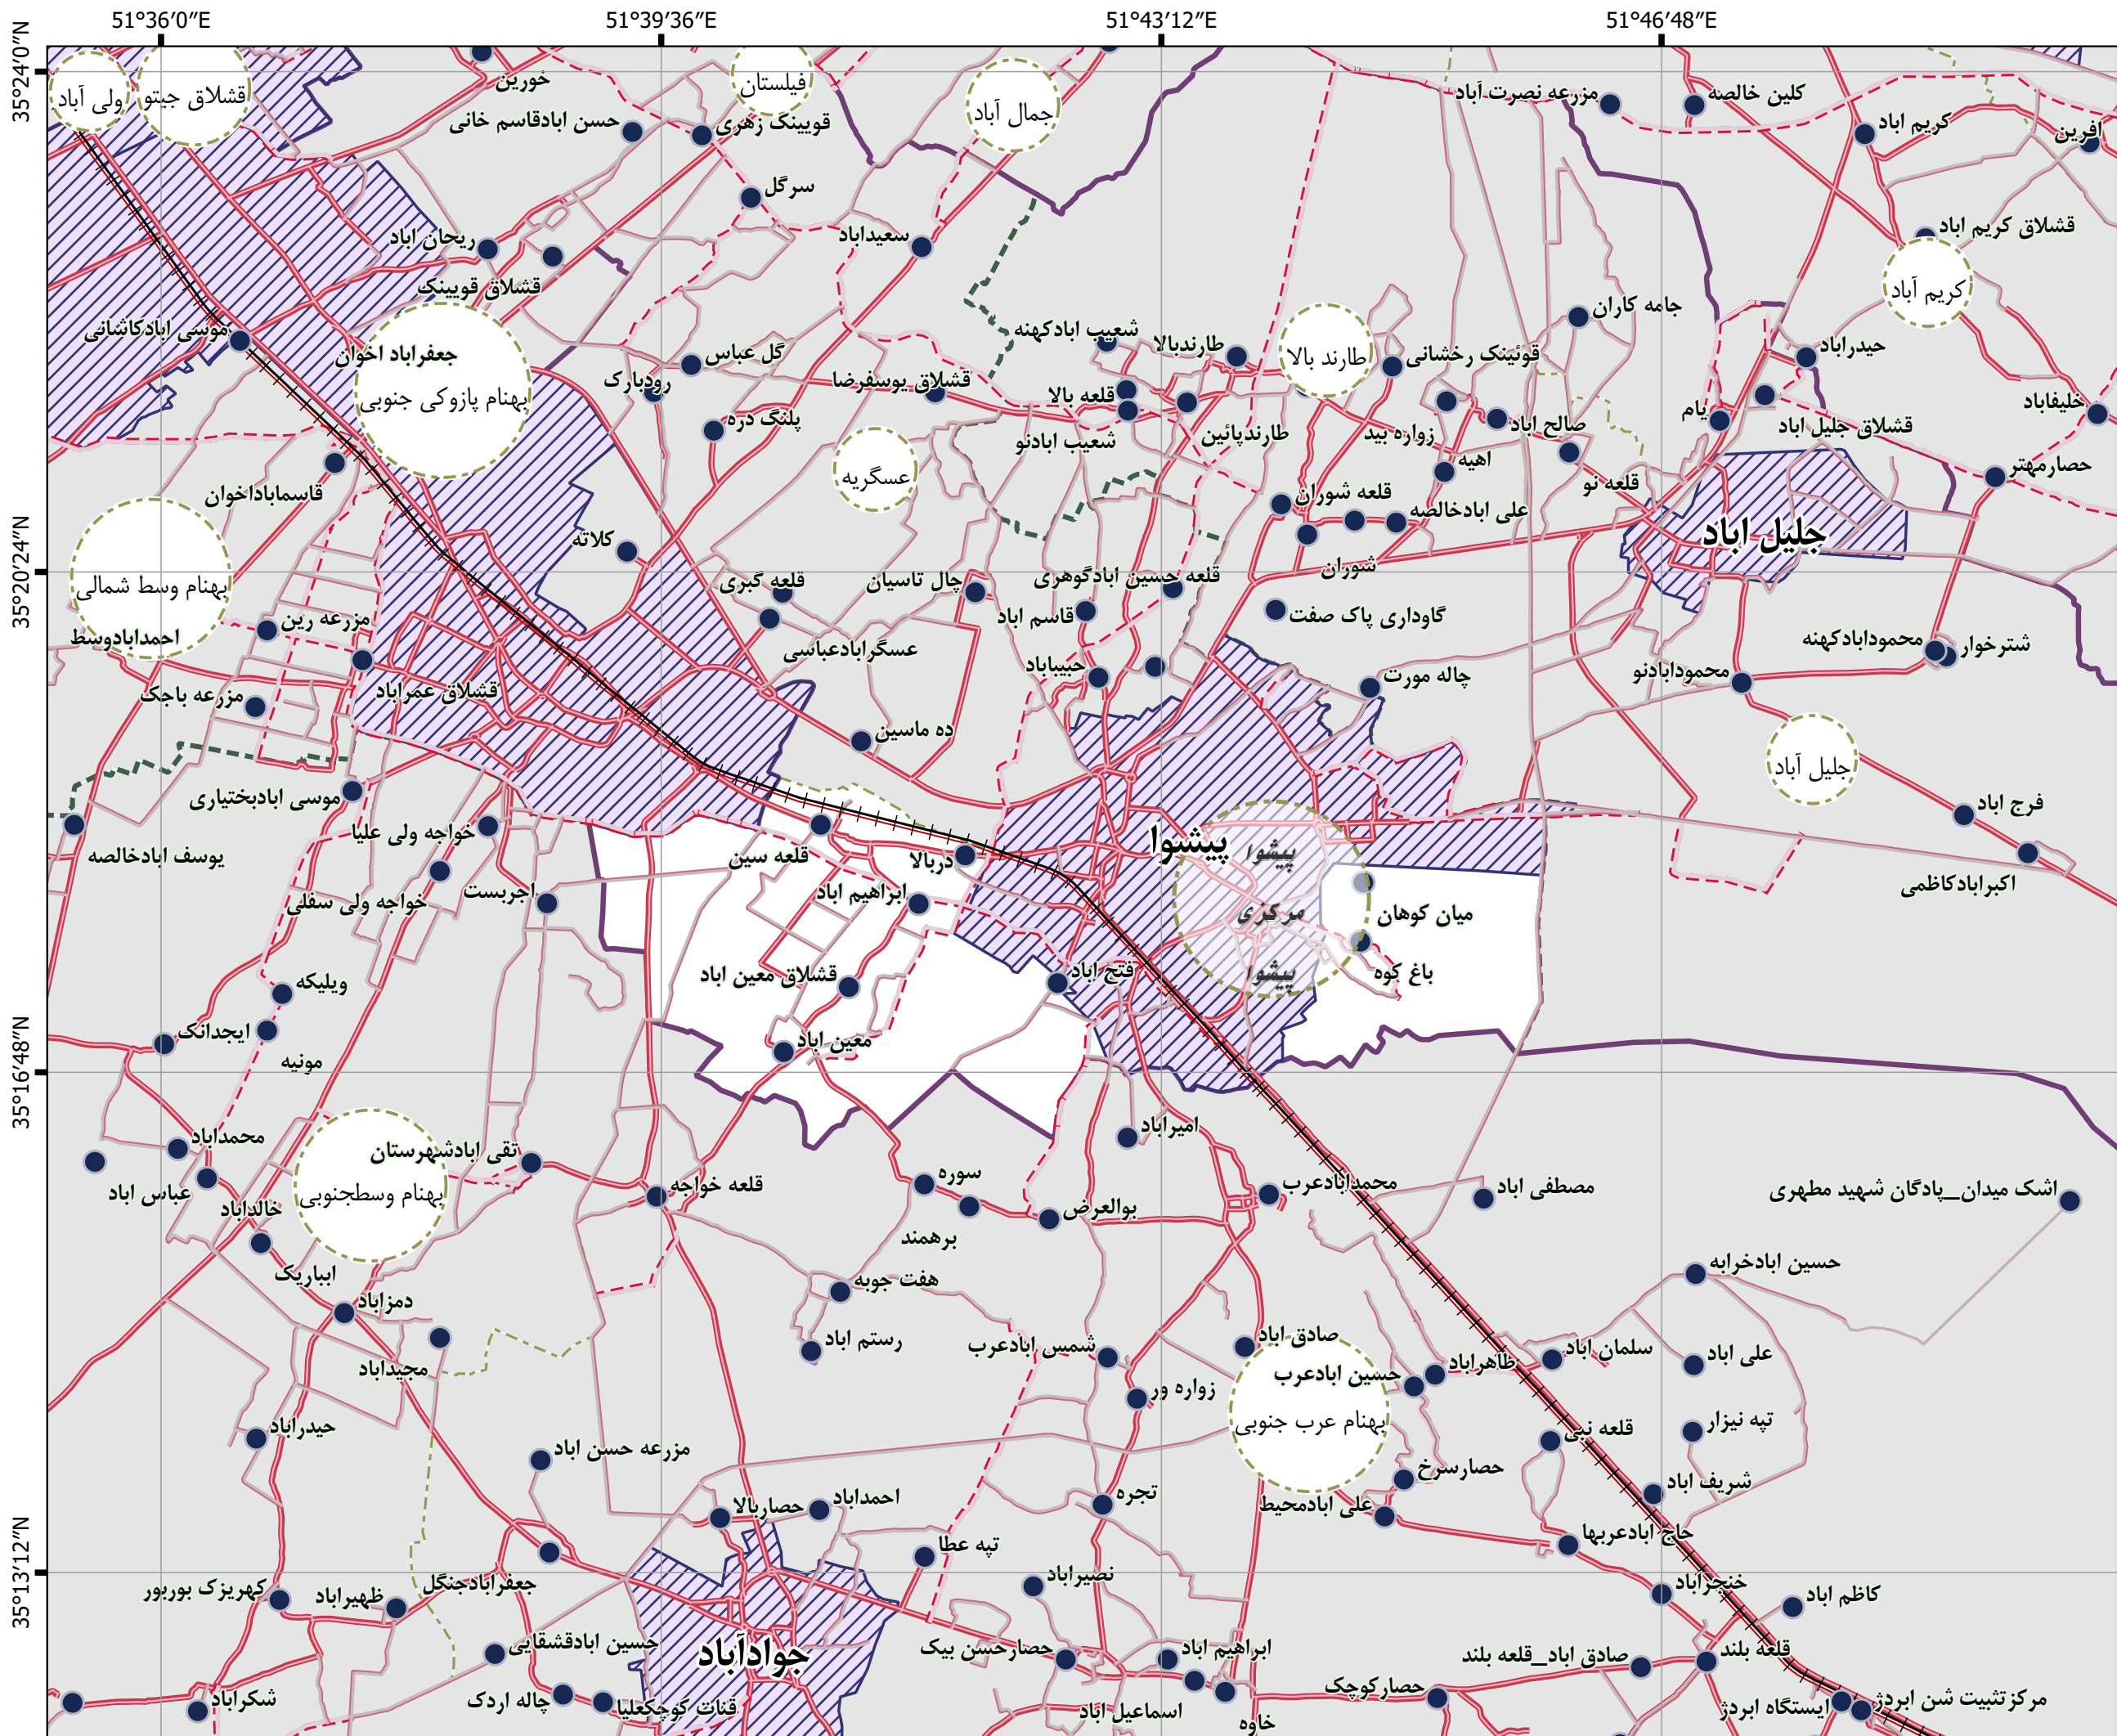 51°36′0″E
51°39′36″E
51°43′12″E
51°46′48″E
35°24′0″N
35°20′24″N
35°16′48″N
35°13′12″N
ولی آباد
قشلاق جیتو
خورین
فیلستان
جمال آباد
مزرعه نصرت آباد
کلین خالصه
حسن ابادقاسم خانی
قویینک زهری
کریم اباد
افرین
سرگل
ریحان اباد
سعیداباد
قشلاق کریم اباد
قشلاق قویینک
کریم آباد
جامه کاران
موسی ابادکاشانی
شعیب ابادکهنه
طارندبالا
طارند بالا
قوئینک رخشانی
حیدراباد
جعفراباد اخوان
گل عباس
بهنام پازوکی جنوبی
رودبارک
قشلاق یوسفرضا
قلعه بالا
خلیفاباد
یام
پلنگ دره
صالح اباد
قشلاق جلیل اباد
شعیب ابادنو
طارندپائین
زواره بید
اهیه
حصارمهتر
عسگریه
قلعه نو
قاسماباداخوان
قلعه شوران
علی ابادخالصه
جلیل اباد
کلاته
شوران
بهنام وسط شمالی
قلعه گبری
چال تاسیان
قلعه حسین ابادگوهری
قاسم اباد
گاوداری پاک صفت
مزرعه رین
احمدابادوسط
عسگرابادعباسی
محمودابادکهنه
شترخوار
حبیباباد
چاله مورت
محمودابادنو
مزرعه باجک
قشلاق عمراباد
ده ماسین
جلیل آباد
موسی ابادبختیاری
فرج اباد
خواجه ولی علیا
یوسف ابادخالصه
قلعه سین
دربالا
پیشوا
پیشوا
مرکزی
پیشوا
اکبرابادکاظمی
اجربست
ابراهیم اباد
خواجه ولی سفلی
میان کوهان
باغ کوه
ویلیکه
قشلاق معین اباد
فتح اباد
ایجدانک
مونیه
معین اباد
محمداباد
امیراباد
تقی ابادشهرستان
عباس اباد
بهنام وسطجنوبی
خالداباد
قلعه خواجه
سوره
بوالعرض
برهمند
محمدابادعرب
مصطفی اباد
اشک میدان_پادگان شهید مطهری
حسین ابادخرابه
انباریک
هفت جوبه
دمزاباد
رستم اباد
شمس ابادعرب
صادق اباد
حسین ابادعرب
طاهراباد
سلمان اباد
علی اباد
مجیداباد
زواره ور
بهنام عرب جنوبی
حیدراباد
تپه نیزار
قلعه نبی
مزرعه حسن اباد
حصارسرخ
شریف اباد
حصاربالا
احمداباد
تجره
علی ابادمحیط
حاج ابادعربها
تپه عطا
نصیراباد
خنجراباد
کاظم اباد
کهریزک بوربور
ظهیراباد
جعفرابادجنگل
حسین ابادقشقایی
جوادآباد
حصارحسن بیک
ابراهیم اباد
صادق اباد_قلعه بلند
قلعه بلند
شکراباد
چاله اردک
قنات کوچکعلیا
اسماعیل اباد
خاوه
حصارکوچک
ایستگاه ابردژ
مرکزتثبیت شن ابردژ